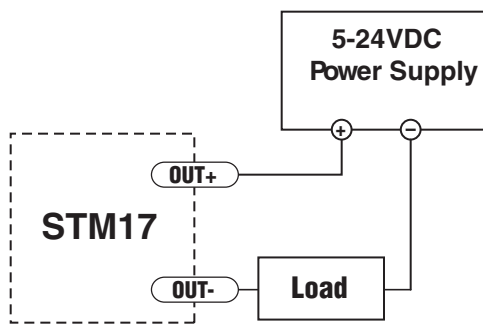 5-24VDC
Power Supply
+ −
OUT+
STM17
OUT-
Load